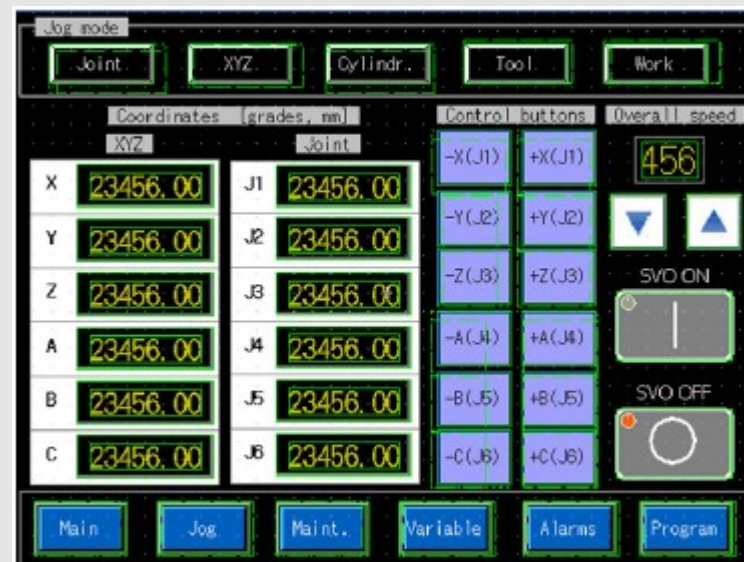 Jog mode
Joint XYZ Cylindr. Tool Work
Coordinates [grades, mm] Control buttons Overall speed
XYZ Joint
-X(J1) +X(J1) 456
X 23456.00 J1 23456.00
-Y(J2) +Y(J2)
Y 23456.00 J2 23456.00
-Z(J3) +Z(J3) SVO ON
Z 23456.00 J3 23456.00
-A(J4) +A(J4)
A 23456.00 J4 23456.00
-B(J5) +B(J5) SVO OFF
B 23456.00 J5 23456.00
-C(J6) +C(J6)
C 23456.00 J6 23456.00
Main Jog Maint. Variable Alarms Program